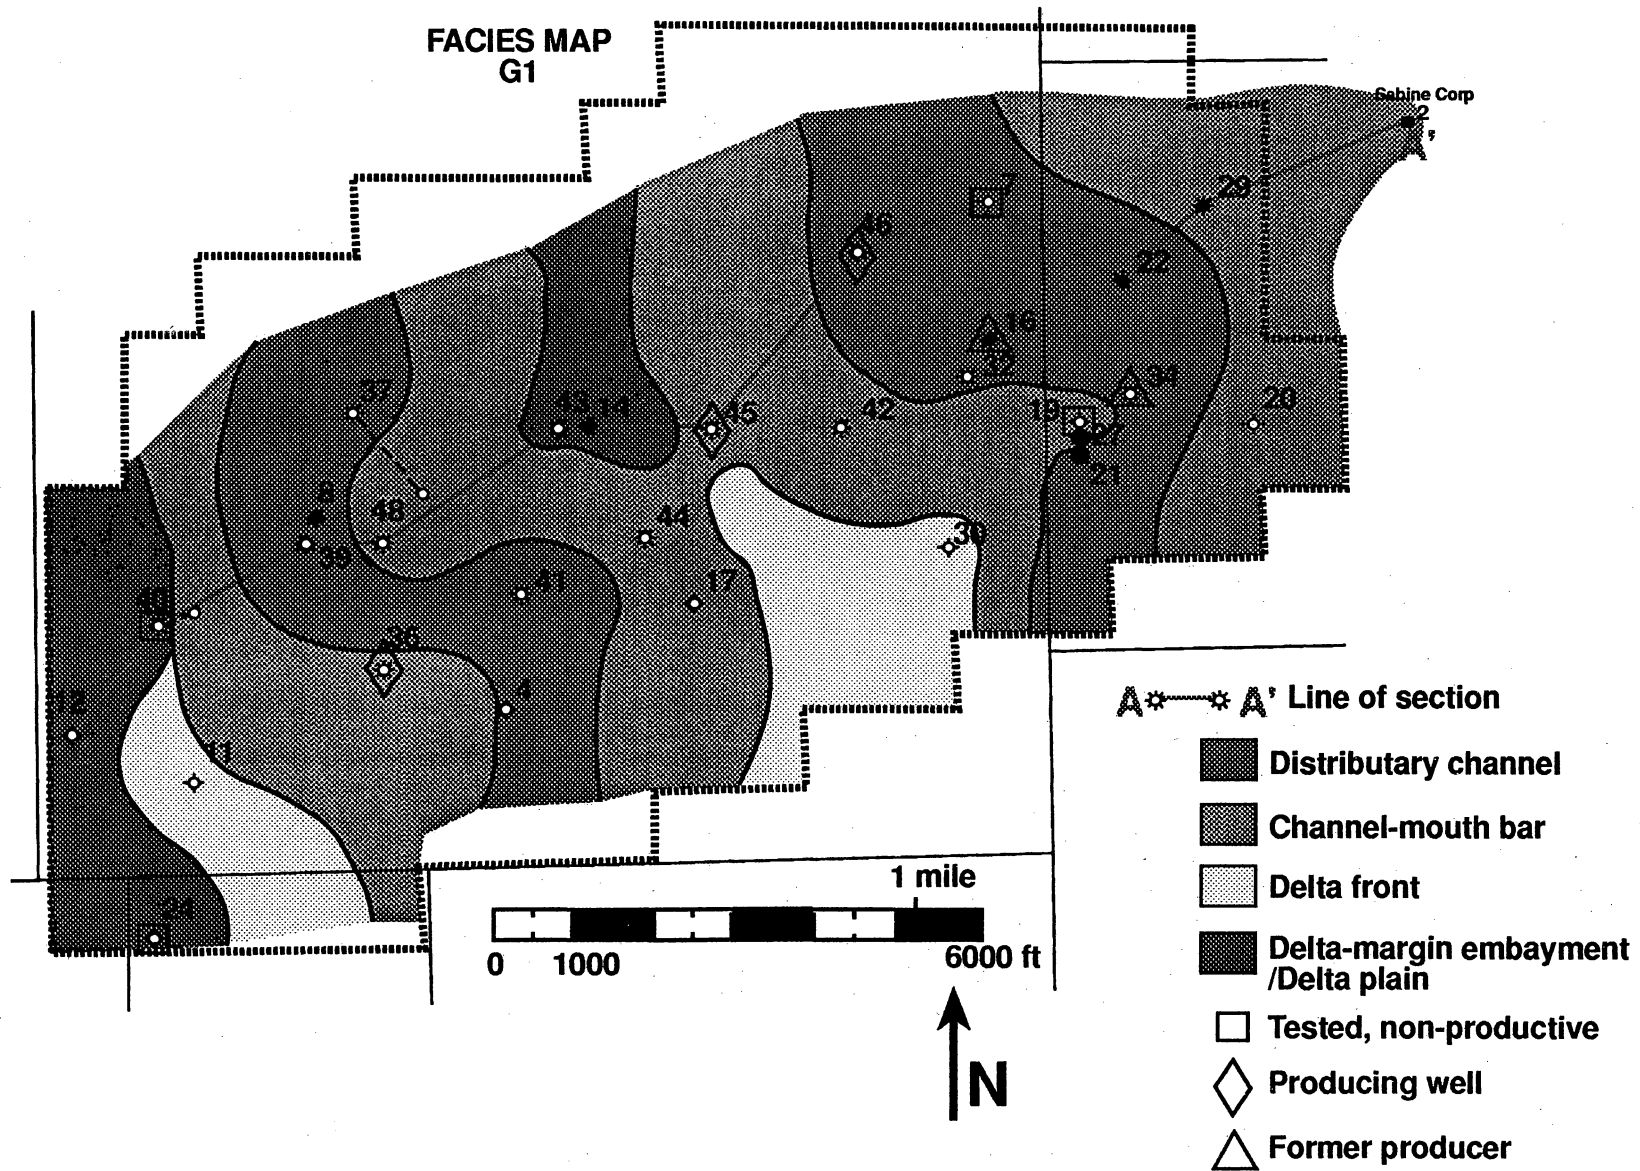 FACIES MAP
G1
Sabine Corp
2
A'
7
29
46
22
16
32
37
34
43 14
45
42
19
20
27
21
8
48
44
30
39
41
17
36
12
4
11
24
A A' Line of section
Distributary channel
Channel-mouth bar
Delta front
Delta-margin embayment
/Delta plain
Tested, non-productive
Producing well
Former producer
1 mile
0 1000 6000 ft
N